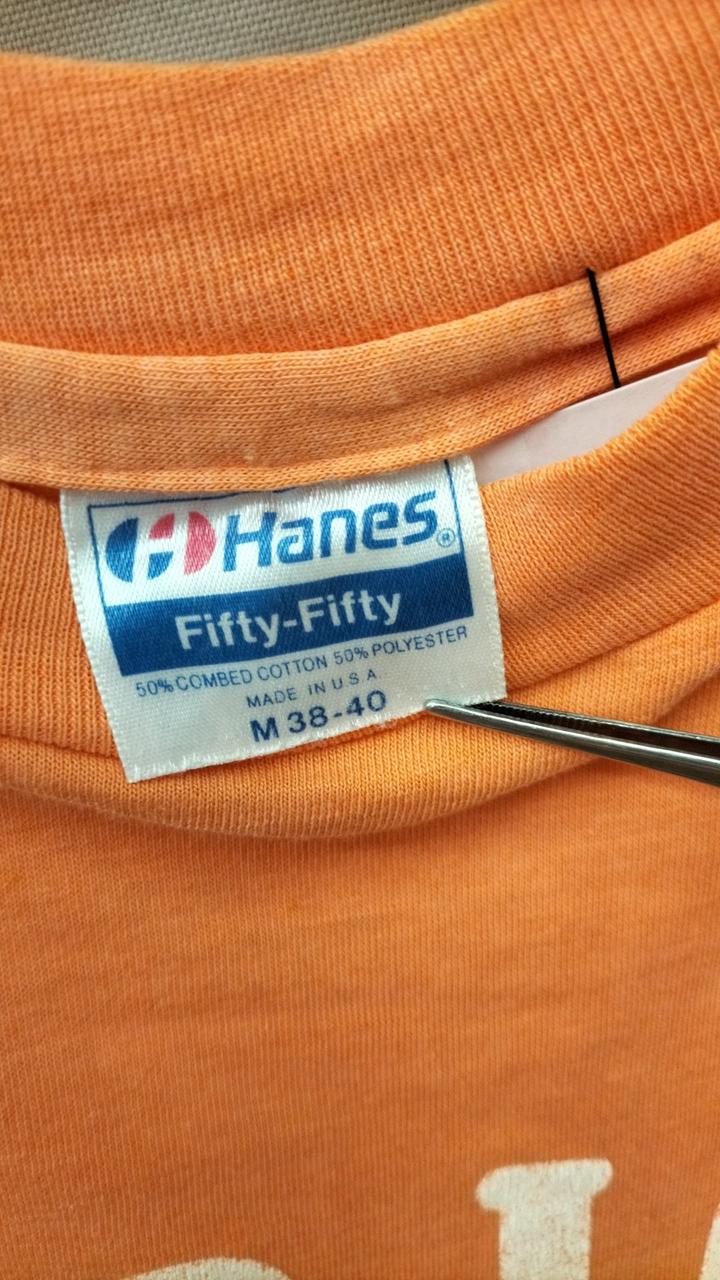 Hanes®
Fifty-Fifty
50% COMBED COTTON 50% POLYESTER
MADE IN U S A
M 38-40